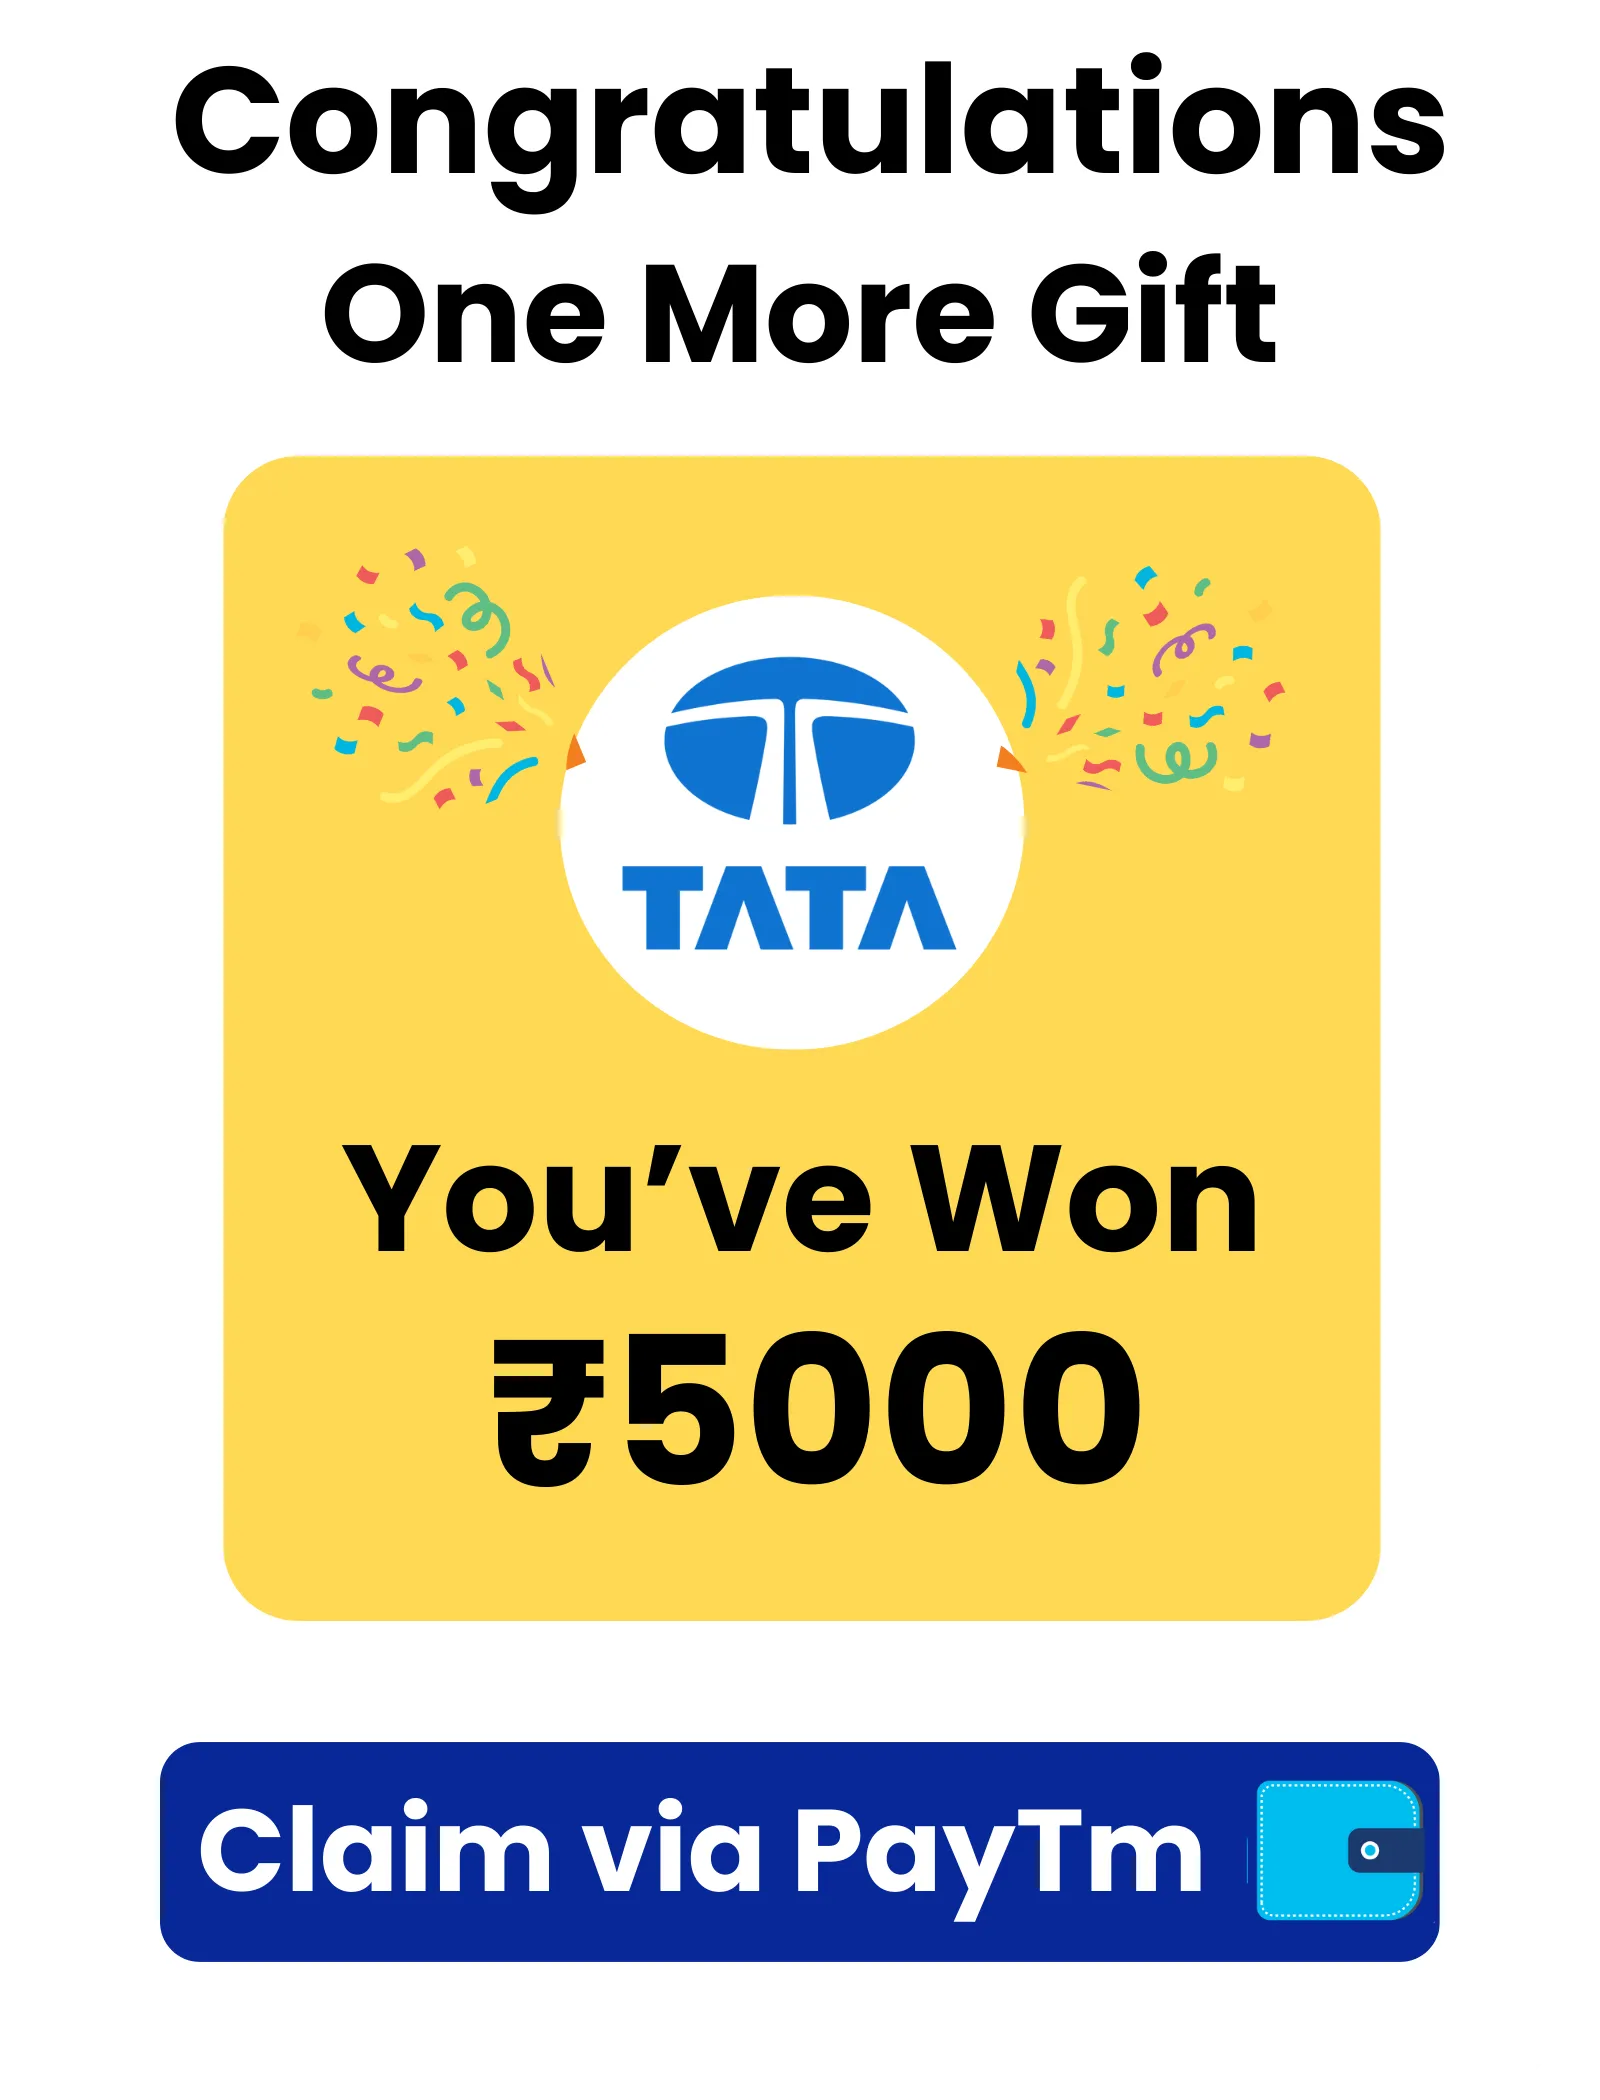 Congratulations
One More Gift
TATA
You’ve Won
₹5000
Claim via PayTm